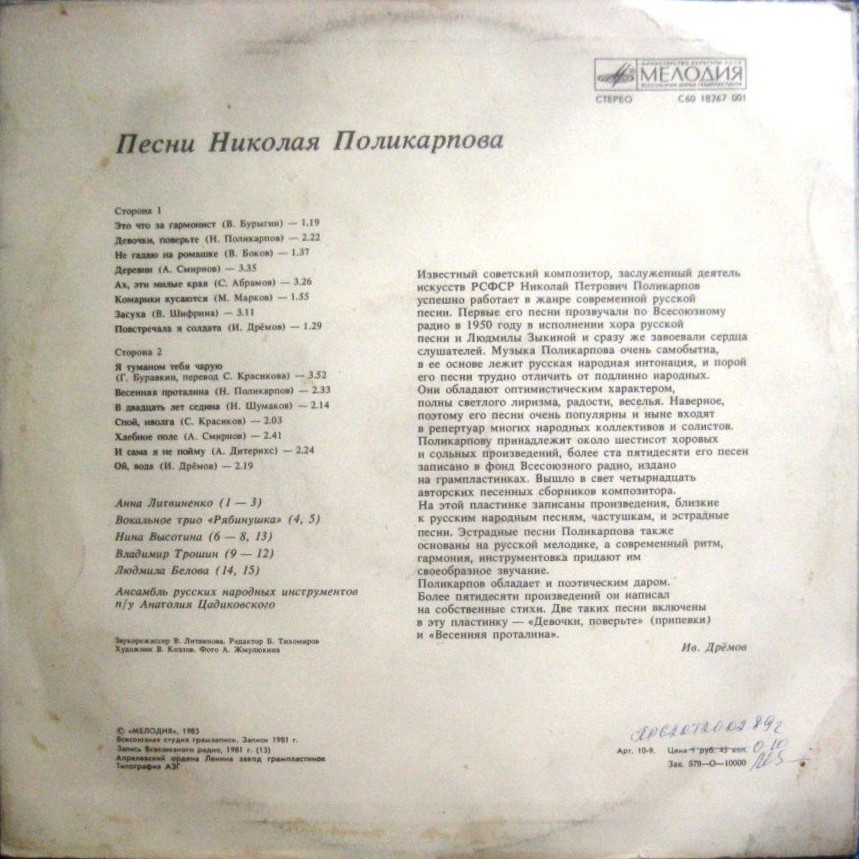 МИНИСТЕРСТВО КУЛЬТУРЫ СССР
МЕЛОДИЯ
ВСЕСОЮЗНАЯ ФИРМА ГРАМПЛАСТИНОК
СТЕРЕО С60 18267 001
Песни Николая Поликарпова
Сторона 1
Это что за гармонист (В. Бурыгин) — 1.19
Девочки, поверьте (Н. Поликарпов) — 2.22
Не гадаю на ромашке (В. Боков) — 1.37
Деревни (А. Смирнов) — 3.35
Ах, эти милые края (С. Абрамов) — 3.26
Комарики кусаются (М. Марков) — 1.55
Засуха (В. Шифрина) — 3.11
Повстречала я солдата (И. Дрёмов) — 1.29
Сторона 2
Я туманом тебя чарую
(Г. Буравкин, перевод С. Красикова) — 3.52
Весенняя проталина (Н. Поликарпов) — 2.33
В двадцать лет седина (Н. Шумаков) — 2.14
Спой, иволга (С. Красиков) — 2.03
Хлебное поле (А. Смирнов) — 2.41
И сама я не пойму (А. Дитерихс) — 2.24
Ой, вода (И. Дрёмов) — 2.19
Анна Литвиненко (1 — 3)
Вокальное трио «Рябинушка» (4, 5)
Нина Высотина (6 — 8, 13)
Владимир Трошин (9 — 12)
Людмила Белова (14, 15)
Ансамбль русских народных инструментов
п/у Анатолия Цадиковского
Звукорежиссер В. Литвинова. Редактор Б. Тихомиров
Художник В. Козлов. Фото А. Жмулюкина
Известный советский композитор, заслуженный деятель
искусств РСФСР Николай Петрович Поликарпов
успешно работает в жанре современной русской
песни. Первые его песни прозвучали по Всесоюзному
радио в 1950 году в исполнении хора русской
песни и Людмилы Зыкиной и сразу же завоевали сердца
слушателей. Музыка Поликарпова очень самобытна,
в ее основе лежит русская народная интонация, и порой
его песни трудно отличить от подлинно народных.
Они обладают оптимистическим характером,
полны светлого лиризма, радости, веселья. Наверное,
поэтому его песни очень популярны и ныне входят
в репертуар многих народных коллективов и солистов.
Поликарпову принадлежат около шестисот хоровых
и сольных произведений, более ста пятидесяти его песен
записано в фонд Всесоюзного радио, издано
на грампластинках. Вышло в свет четырнадцать
авторских песенных сборников композитора.
На этой пластинке записаны произведения, близкие
к русским народным песням, частушкам, и эстрадные
песни. Эстрадные песни Поликарпова также
основаны на русской мелодике, а современный ритм,
гармония, инструментовка придают им
своеобразное звучание.
Поликарпов обладает и поэтическим даром.
Более пятидесяти произведений он написал
на собственные стихи. Две таких песни включены
в эту пластинку — «Девочки, поверьте» (припевки)
и «Весенняя проталина».
Ив. Дрёмов
© «МЕЛОДИЯ», 1983
Всесоюзная студия грамзаписи. Запись 1981 г.
Запись Всесоюзного радио, 1981 г. (13)
Апрелевский ордена Ленина завод грампластинок
Типография АЗГ
Арт. 10-9. Цена 1 руб. 45 коп. 0.10
Зак. 579—О—10000